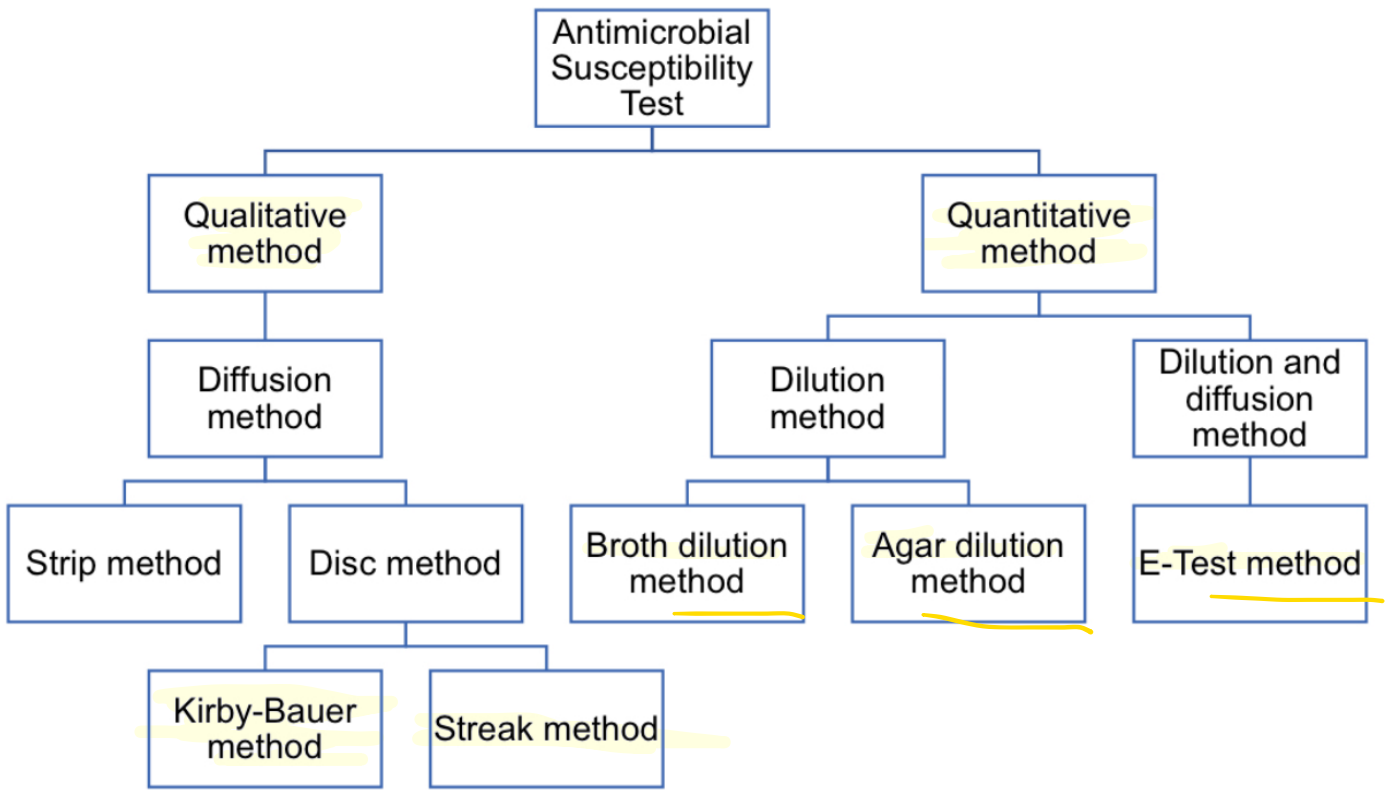 Antimicrobial
Susceptibility
Test
Qualitative
method
Quantitative
method
Diffusion
method
Dilution
method
Dilution and
diffusion
method
Strip method
Disc method
Broth dilution
method
Agar dilution
method
E-Test method
Kirby-Bauer
method
Streak method